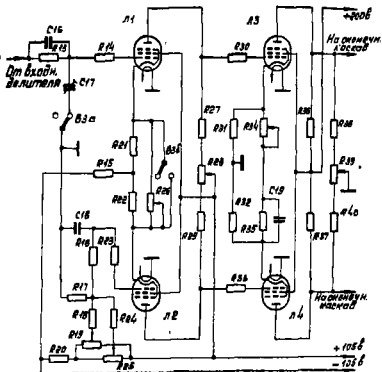 C16
Л1
Л3
+200в
R13
R14
R30
На оконечн.
каскад
От входн.
делителя
C17
R27
R31
R34
R38
B3а
R21
B3б
R28
R39
R15
R22
R26
C19
R32
R35
R40
C18
R16
R23
R29
R37
R36
Л2
Л4
На оконечн.
каскад
R17
R18
R24
R19
+105в
R20
R25
-105в